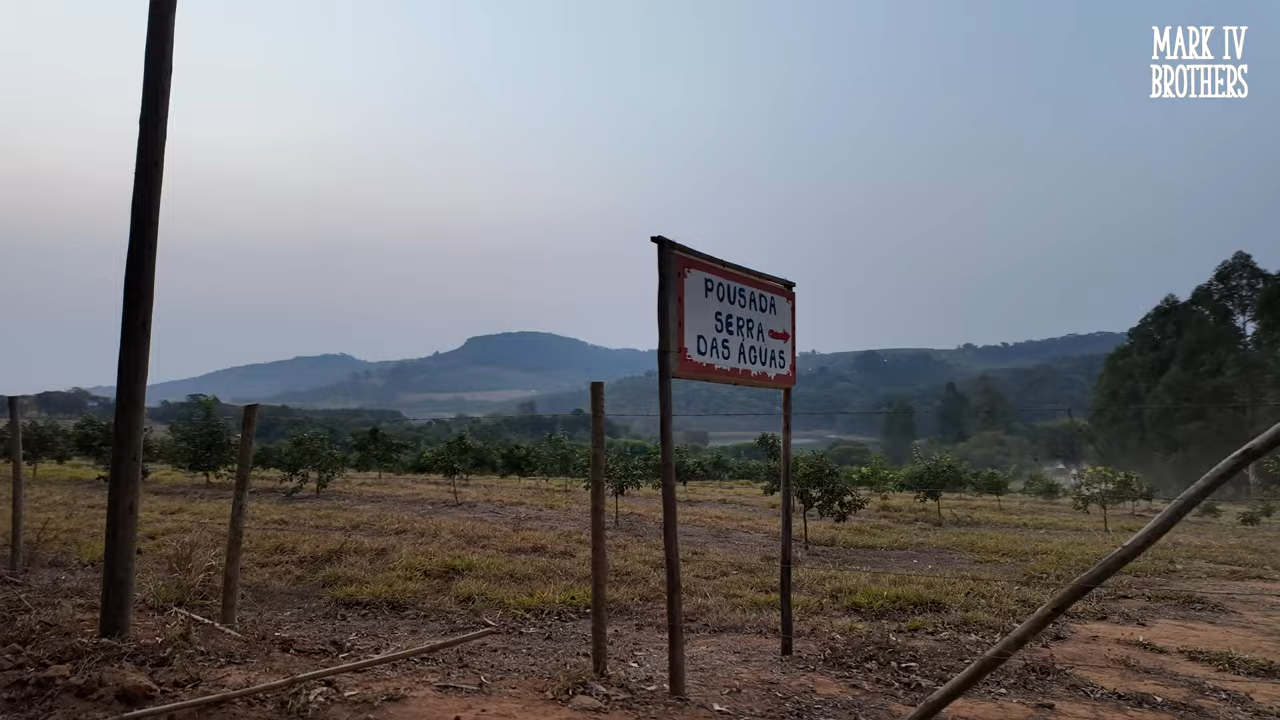 MARK IV
BROTHERS
POUSADA
SERRA
DAS ÁGUAS